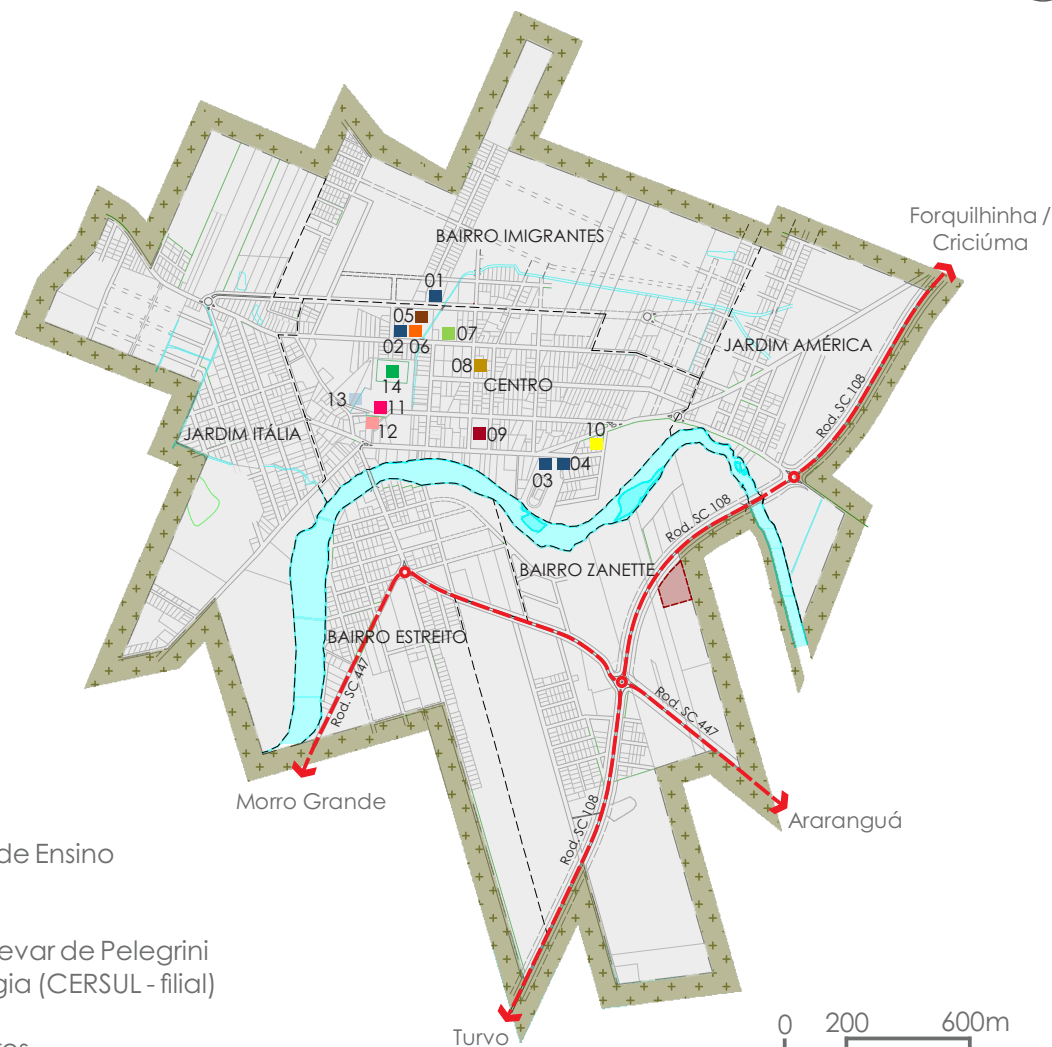 Forquilhinha /
Criciúma
BAIRRO IMIGRANTES
01
05
02
06
07
JARDIM AMÉRICA
08
CENTRO
14
13
11
12
JARDIM ITÁLIA
09
10
03
04
Rod. SC 108
Rod. SC 108
BAIRRO ZANETTE
BAIRRO ESTREITO
Rod. SC 447
Rod. SC 447
Rod. SC 108
Morro Grande
Araranguá
de Ensino
evar de Pelegrini
gia (CERSUL - filial)
Turvo
0 200 600m